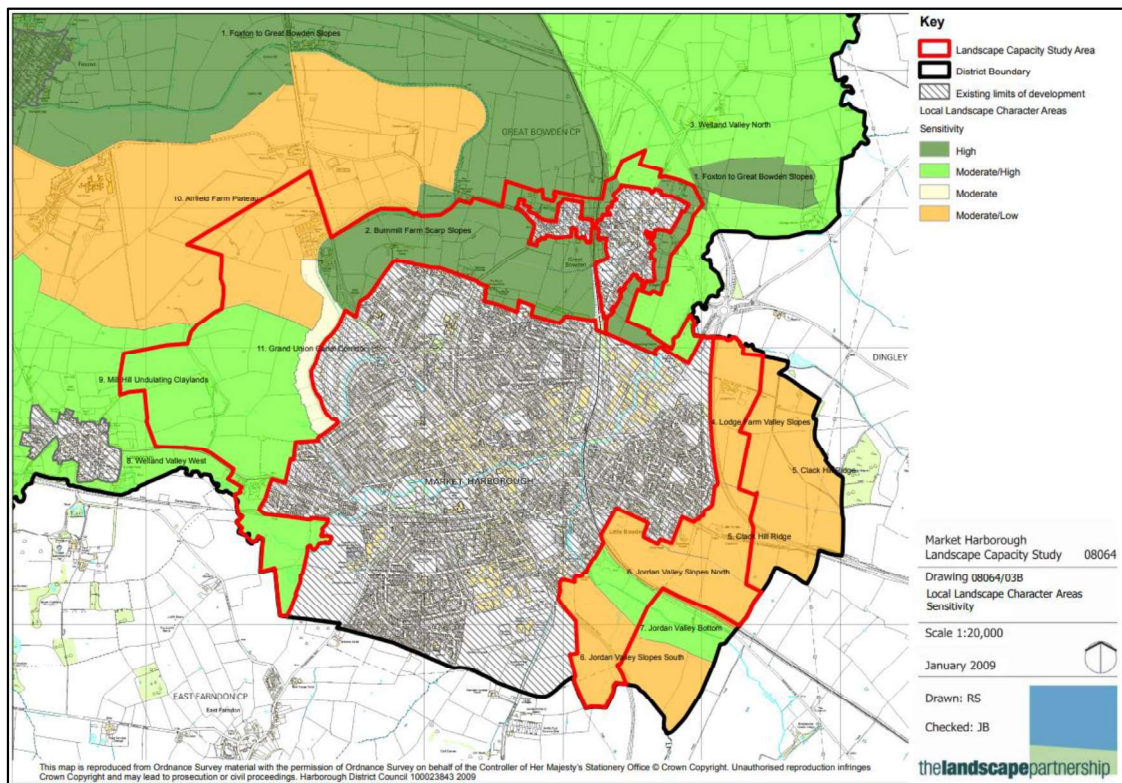 1. Foxton to Great Bowden Slopes
Foxton
GREAT BOWDEN CP
3. Welland Valley North
1. Foxton to Great Bowden Slopes
10. Airfield Farm Plateau
2. Burnmill Farm Scarp Slopes
Great
Bowden
11. Grand Union Canal Corridor
9. Mill Hill Undulating Claylands
8. Welland Valley West
MARKET HARBOROUGH
DINGLEY
4. Lodge Farm Valley Slopes
5. Clack Hill Ridge
Little Bowden
5. Clack Hill Ridge
6. Jordan Valley Slopes North
7. Jordan Valley Bottom
6. Jordan Valley Slopes South
EAST FARNDON CP
East Farndon
Key
Landscape Capacity Study Area
District Boundary
Existing limits of development
Local Landscape Character Areas
Sensitivity
High
Moderate/High
Moderate
Moderate/Low
Market Harborough
Landscape Capacity Study 08064
Drawing 08064/03B
Local Landscape Character Areas
Sensitivity
Scale 1:20,000
January 2009
Drawn: RS
Checked: JB
thelandscapepartnership
This map is reproduced from Ordnance Survey material with the permission of Ordnance Survey on behalf of the Controller of Her Majesty's Stationery Office © Crown Copyright. Unauthorised reproduction infringes
Crown Copyright and may lead to prosecution or civil proceedings. Harborough District Council 100023843 2009